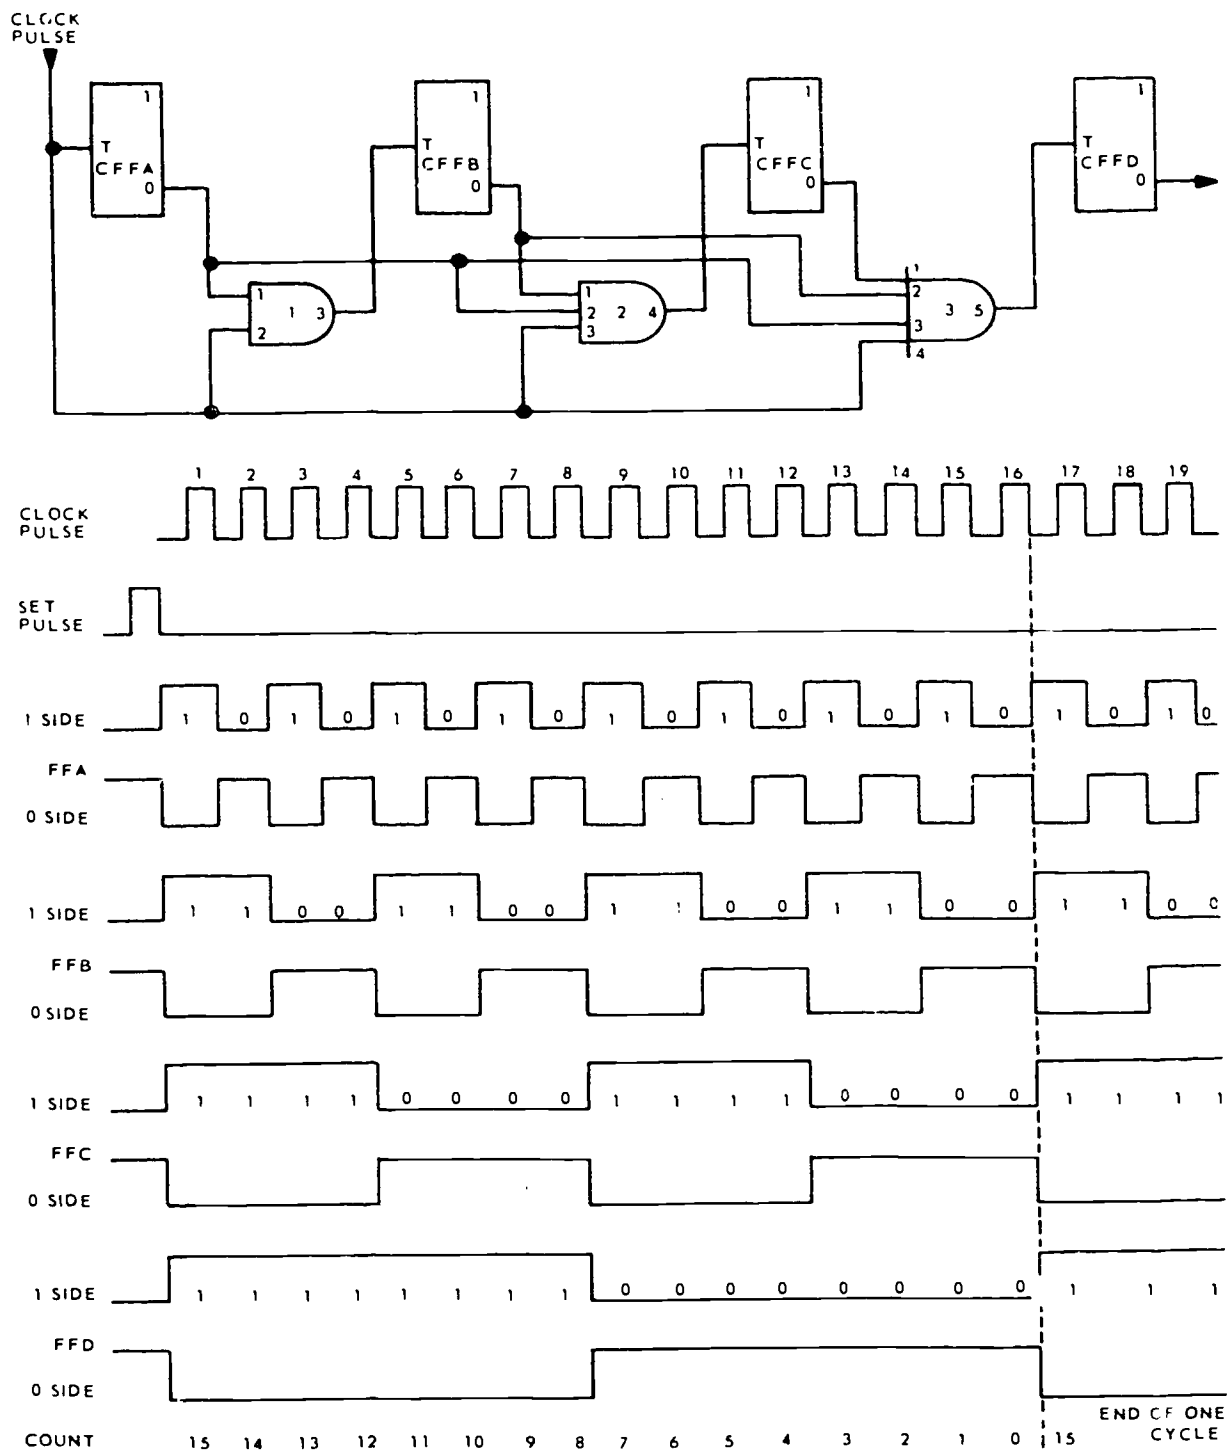 CLOCK
PULSE
1 1 1 1
T T T T
CFFA CFFB CFFC CFFD
0 0 0 0
1 1 3 2
1 2 2 4 3
1 2 3 5 3 4
1 2 3 4 5 6 7 8 9 10 11 12 13 14 15 16 17 18 19
CLOCK
PULSE
SET
PULSE
1 SIDE 1 0 1 0 1 0 1 0 1 0 1 0 1 0 1 0 1 0 1 0
FFA
0 SIDE
1 SIDE 1 1 0 0 1 1 0 0 1 1 0 0 1 1 0 0 1 1 0 0
FFB
0 SIDE
1 SIDE 1 1 1 1 0 0 0 0 1 1 1 1 0 0 0 0 1 1 1 1
FFC
0 SIDE
1 SIDE 1 1 1 1 1 1 1 1 0 0 0 0 0 0 0 0 1 1 1
FFD
0 SIDE
END OF ONE
CYCLE
COUNT 15 14 13 12 11 10 9 8 7 6 5 4 3 2 1 0 15